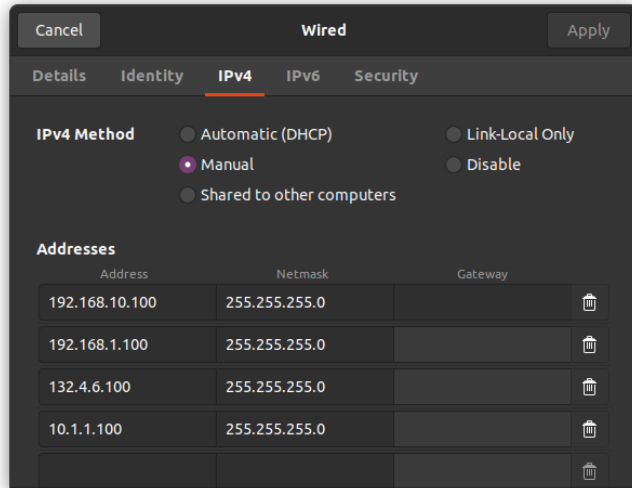 Cancel Wired Apply
Details Identity IPv4 IPv6 Security
IPv4 Method Automatic (DHCP) Link-Local Only
Manual Disable
Shared to other computers
Addresses
Address Netmask Gateway
192.168.10.100 255.255.255.0
192.168.1.100 255.255.255.0
132.4.6.100 255.255.255.0
10.1.1.100 255.255.255.0